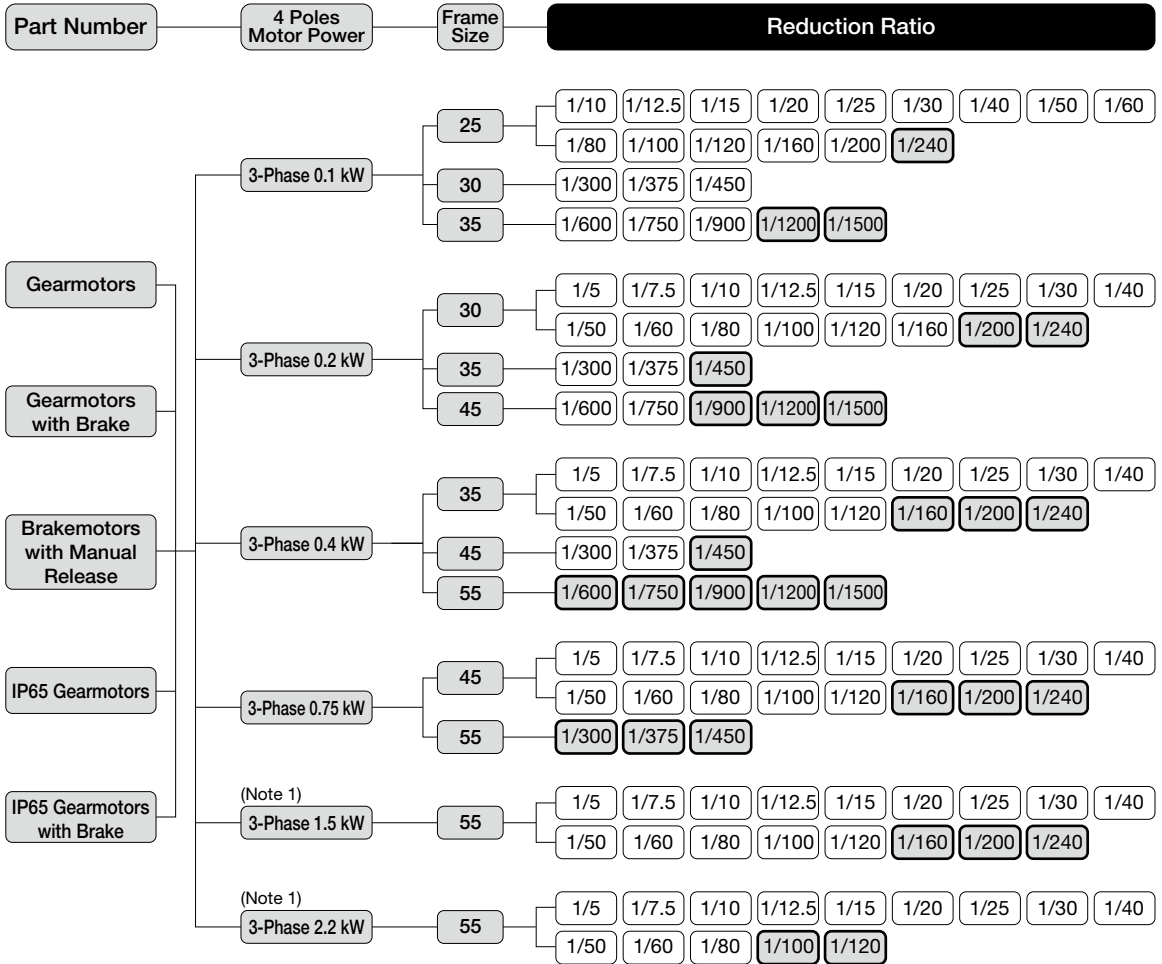 Part Number
4 Poles
Motor Power
Frame
Size
Reduction Ratio
1/10 1/12.5 1/15 1/20 1/25 1/30 1/40 1/50 1/60
25
1/80 1/100 1/120 1/160 1/200 1/240
3-Phase 0.1 kW
30 1/300 1/375 1/450
35 1/600 1/750 1/900 1/1200 1/1500
Gearmotors
1/5 1/7.5 1/10 1/12.5 1/15 1/20 1/25 1/30 1/40
30
1/50 1/60 1/80 1/100 1/120 1/160 1/200 1/240
3-Phase 0.2 kW
35 1/300 1/375 1/450
45 1/600 1/750 1/900 1/1200 1/1500
Gearmotors
with Brake
1/5 1/7.5 1/10 1/12.5 1/15 1/20 1/25 1/30 1/40
35
1/50 1/60 1/80 1/100 1/120 1/160 1/200 1/240
Brakemotors
with Manual
Release
3-Phase 0.4 kW
45 1/300 1/375 1/450
55 1/600 1/750 1/900 1/1200 1/1500
1/5 1/7.5 1/10 1/12.5 1/15 1/20 1/25 1/30 1/40
45
1/50 1/60 1/80 1/100 1/120 1/160 1/200 1/240
IP65 Gearmotors
3-Phase 0.75 kW
55 1/300 1/375 1/450
(Note 1)
1/5 1/7.5 1/10 1/12.5 1/15 1/20 1/25 1/30 1/40
IP65 Gearmotors
with Brake
3-Phase 1.5 kW 55
1/50 1/60 1/80 1/100 1/120 1/160 1/200 1/240
(Note 1)
1/5 1/7.5 1/10 1/12.5 1/15 1/20 1/25 1/30 1/40
3-Phase 2.2 kW 55
1/50 1/60 1/80 1/100 1/120